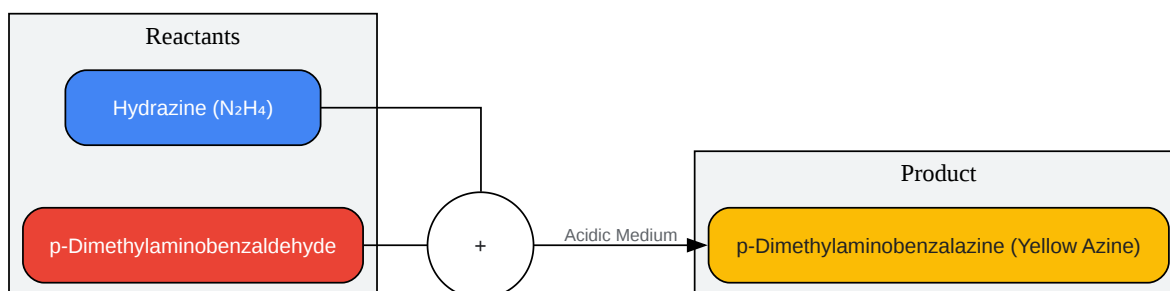 Reactants
Hydrazine (N₂H₄)
p-Dimethylaminobenzaldehyde
+
Acidic Medium
Product
p-Dimethylaminobenzalazine (Yellow Azine)